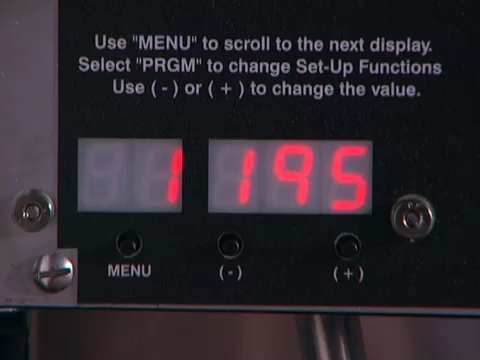 Use "MENU" to scroll to the next display.
Select "PRGM" to change Set-Up Functions
Use ( - ) or ( + ) to change the value.
1 195
MENU ( - ) ( + )